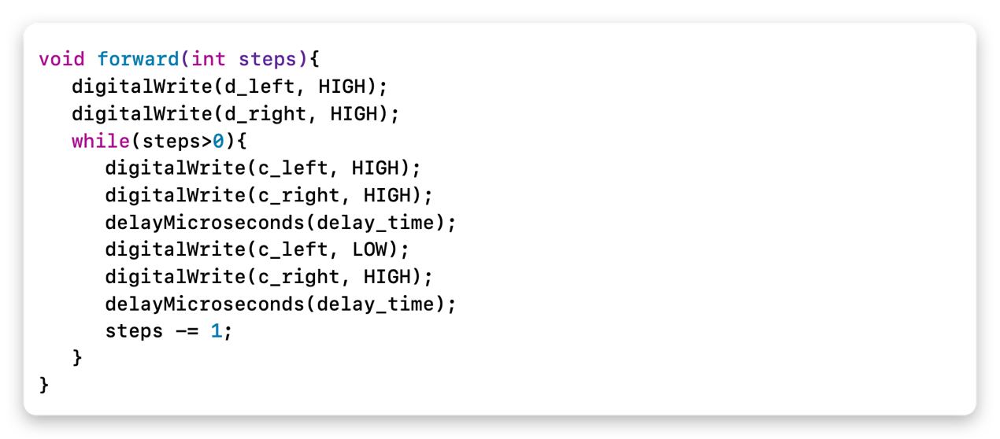 void forward(int steps){
   digitalWrite(d_left, HIGH);
   digitalWrite(d_right, HIGH);
   while(steps>0){
      digitalWrite(c_left, HIGH);
      digitalWrite(c_right, HIGH);
      delayMicroseconds(delay_time);
      digitalWrite(c_left, LOW);
      digitalWrite(c_right, HIGH);
      delayMicroseconds(delay_time);
      steps -= 1;
   }
}